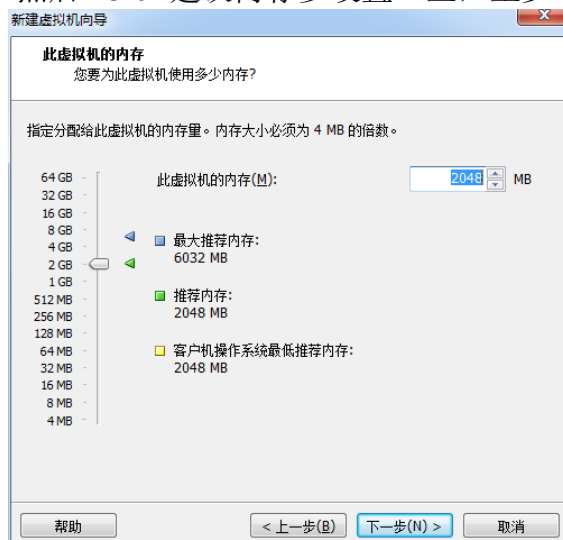 新建虚拟机向导
此虚拟机的内存
您要为此虚拟机使用多少内存?
指定分配给此虚拟机的内存量。内存大小必须为 4 MB 的倍数。
此虚拟机的内存(M): 2048 MB
64 GB
32 GB
16 GB
8 GB
4 GB
2 GB
1 GB
512 MB
256 MB
128 MB
64 MB
32 MB
16 MB
8 MB
4 MB
最大推荐内存:
6032 MB
推荐内存:
2048 MB
客户机操作系统最低推荐内存:
2048 MB
帮助
< 上一步(B) 下一步(N) > 取消